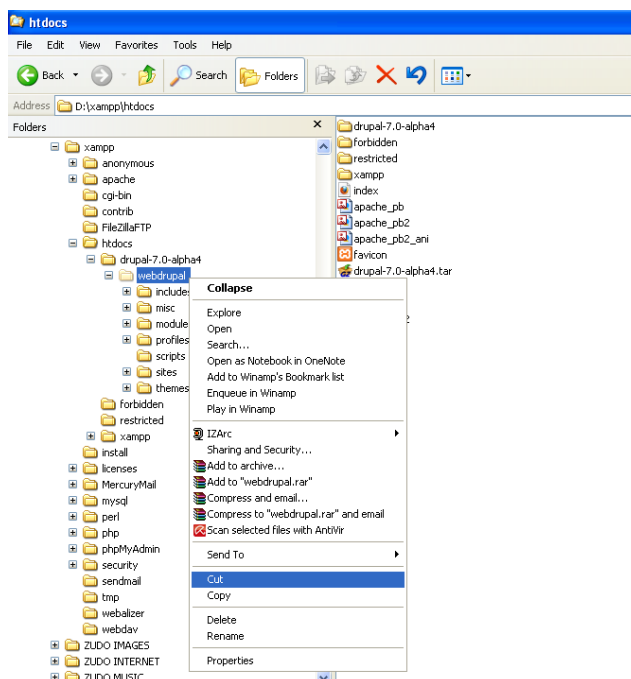 htdocs
File Edit View Favorites Tools Help
Back Search Folders
Address D:\xampp\htdocs
Folders
xampp
anonymous
apache
cgi-bin
contrib
FileZillaFTP
htdocs
drupal-7.0-alpha4
webdrupal
includes
misc
module
profiles
scripts
sites
themes
forbidden
restricted
xampp
install
licenses
MercuryMail
mysql
perl
php
phpMyAdmin
security
sendmail
tmp
webalizer
webdav
ZUDO IMAGES
ZUDO INTERNET
ZUDO MUSIC
Collapse
Explore
Open
Search...
Open as Notebook in OneNote
Add to Winamp's Bookmark list
Enqueue in Winamp
Play in Winamp
IZArc
Sharing and Security...
Add to archive...
Add to "webdrupal.rar"
Compress and email...
Compress to "webdrupal.rar" and email
Scan selected files with AntiVir
Send To
Cut
Copy
Delete
Rename
Properties
drupal-7.0-alpha4
forbidden
restricted
xampp
index
apache_pb
apache_pb2
apache_pb2_ani
favicon
drupal-7.0-alpha4.tar